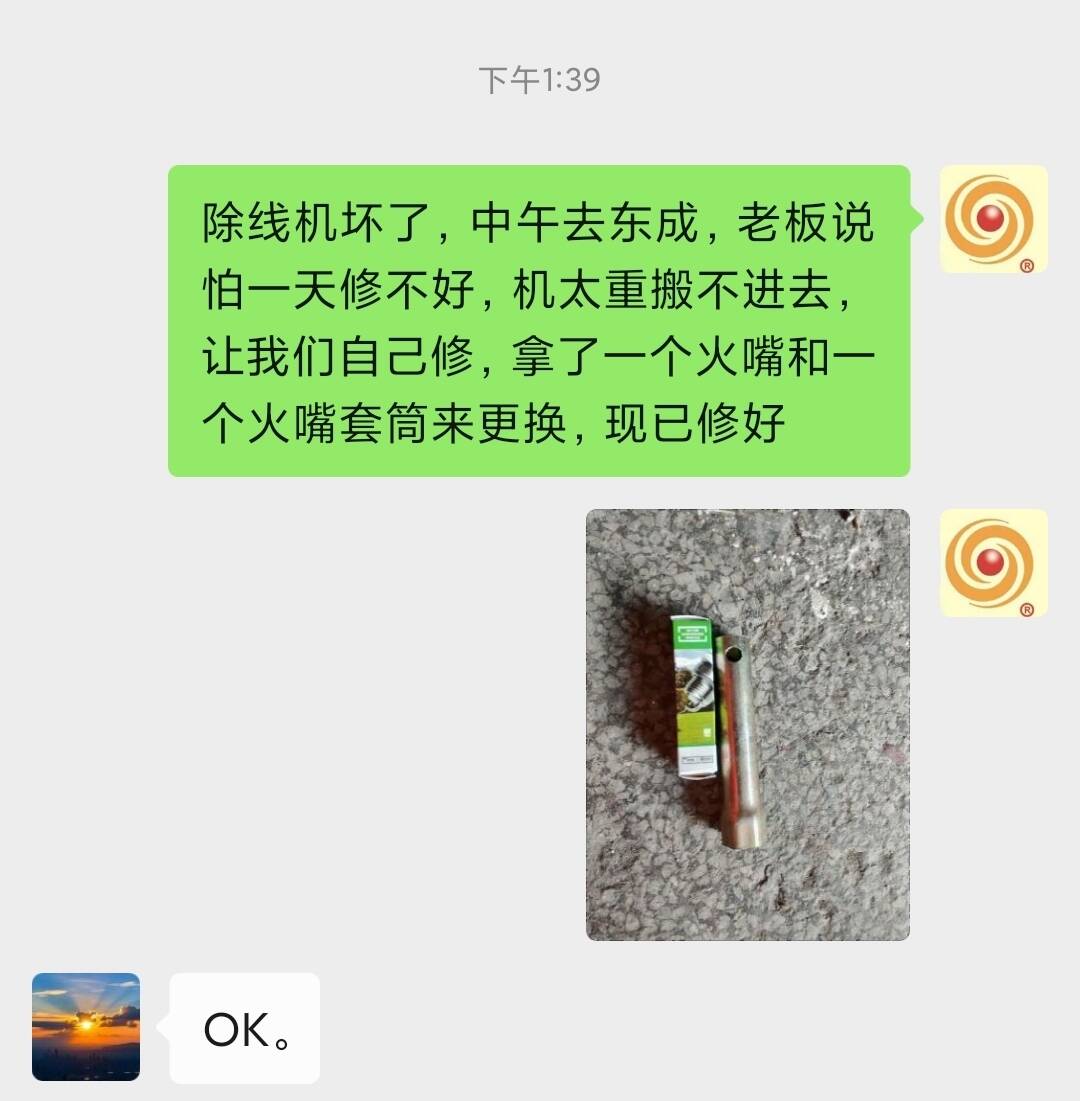 下午1:39
除线机坏了，中午去东成，老板说
怕一天修不好，机太重搬不进去，
让我们自己修，拿了一个火嘴和一
个火嘴套筒来更换，现已修好
®
®
OK。